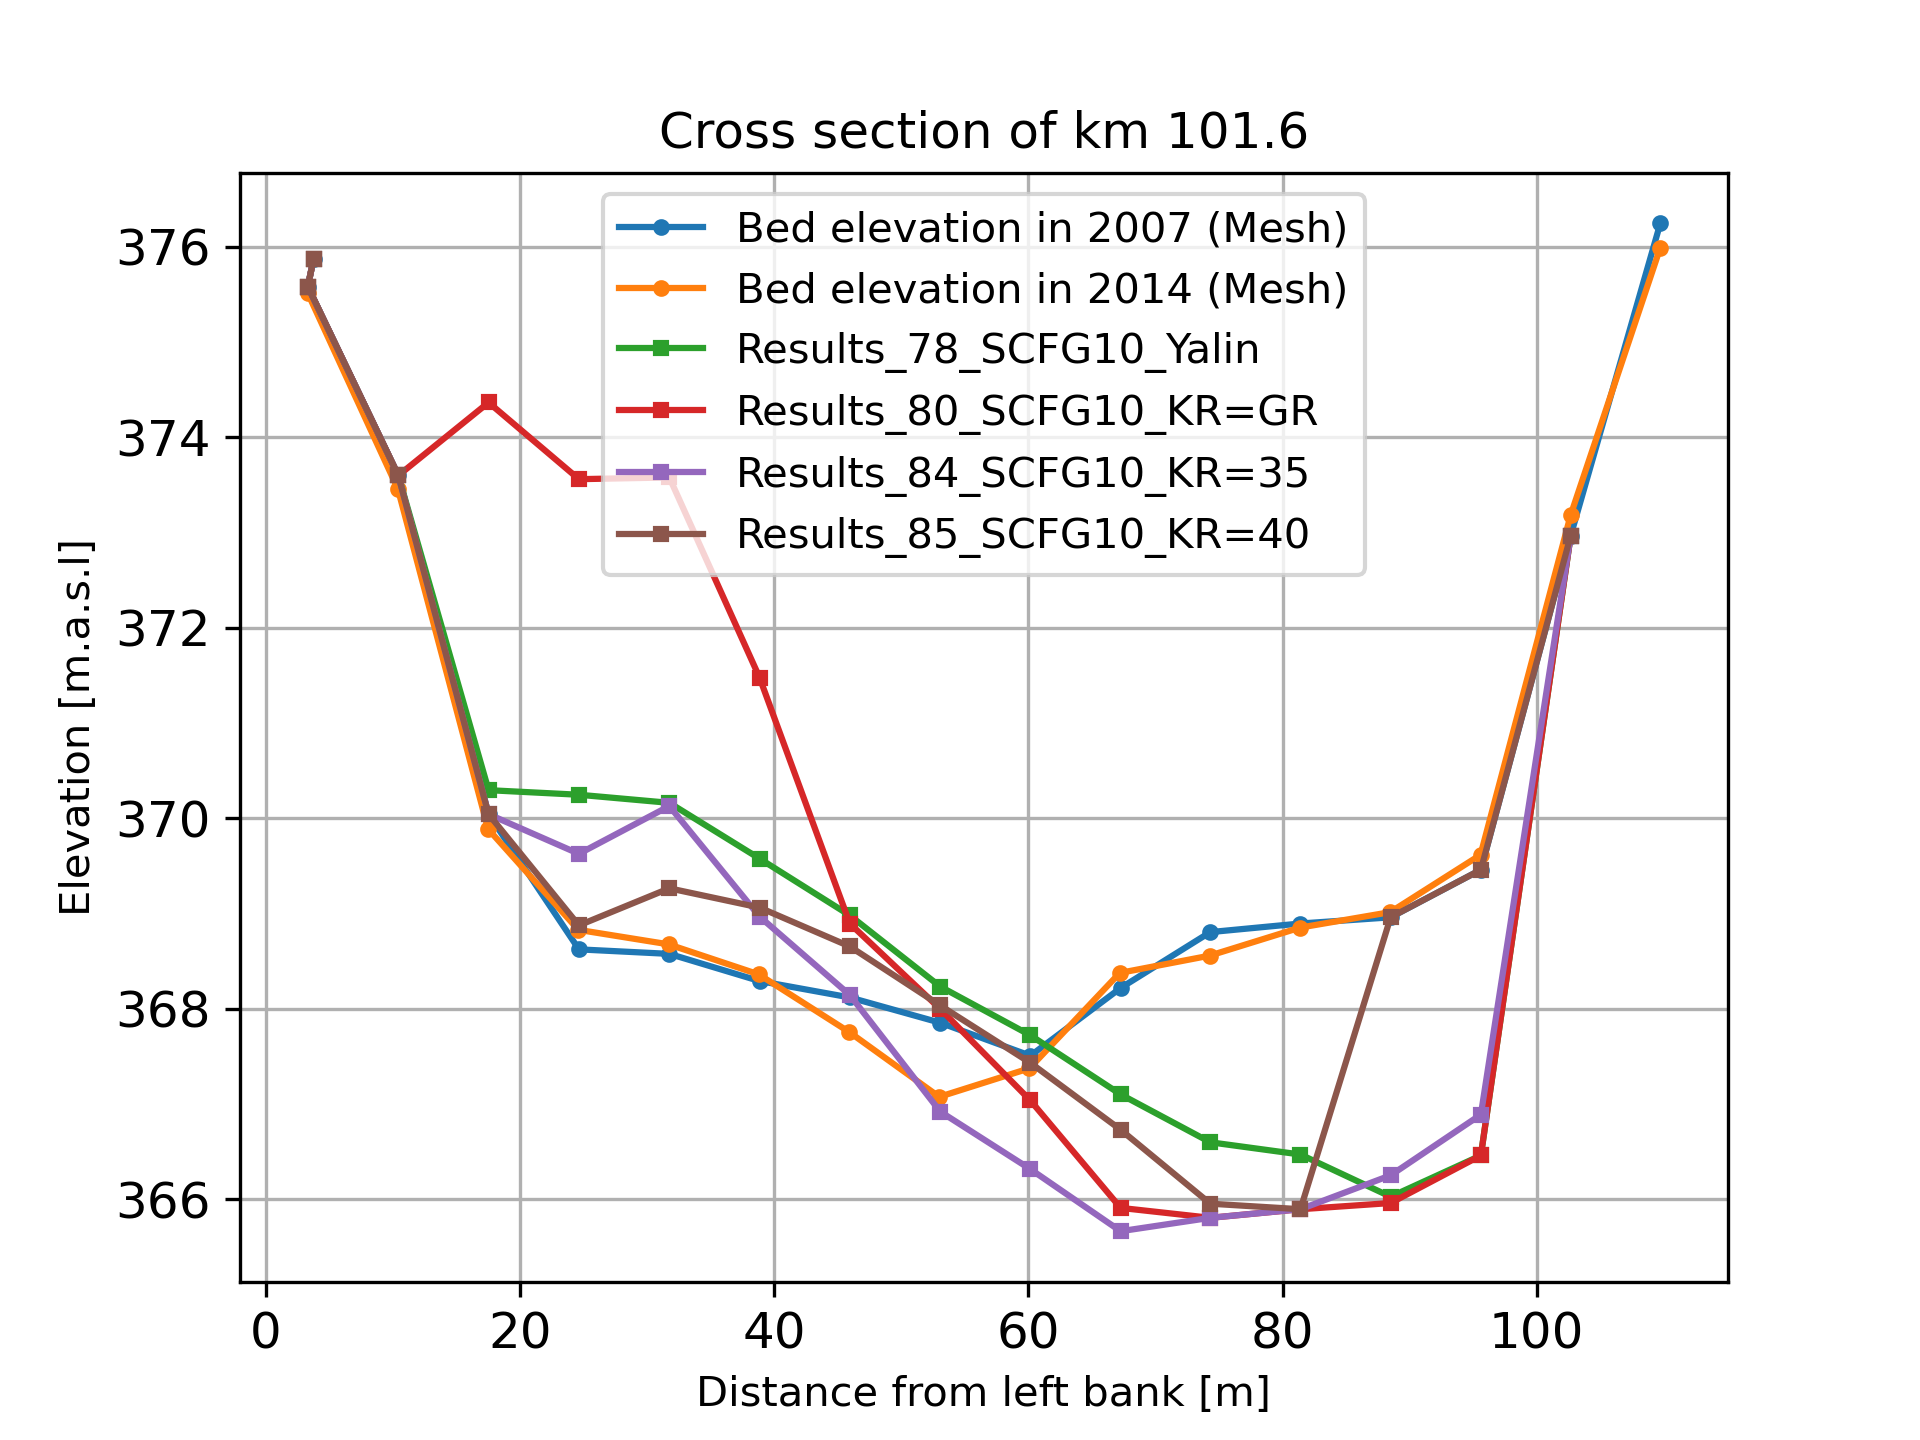 Cross section of km 101.6
Bed elevation in 2007 (Mesh)
Bed elevation in 2014 (Mesh)
Results_78_SCFG10_Yalin
Results_80_SCFG10_KR=GR
Results_84_SCFG10_KR=35
Results_85_SCFG10_KR=40
376
374
372
370
368
366
Elevation [m.a.s.l]
0 20 40 60 80 100
Distance from left bank [m]